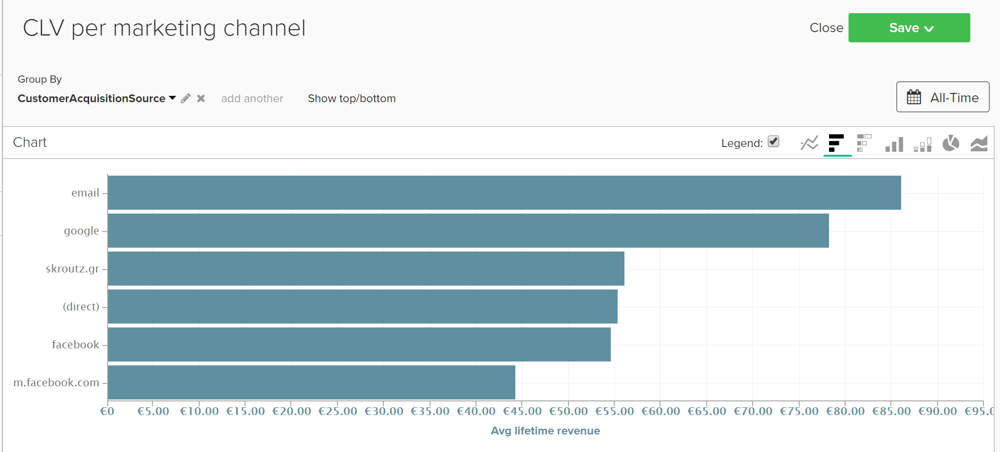 CLV per marketing channel
Close
Save
Group By
CustomerAcquisitionSource
add another
Show top/bottom
All-Time
Chart
Legend:
email
google
skroutz.gr
(direct)
facebook
m.facebook.com
€0 €5.00 €10.00 €15.00 €20.00 €25.00 €30.00 €35.00 €40.00 €45.00 €50.00 €55.00 €60.00 €65.00 €70.00 €75.00 €80.00 €85.00 €90.00 €95.0
Avg lifetime revenue